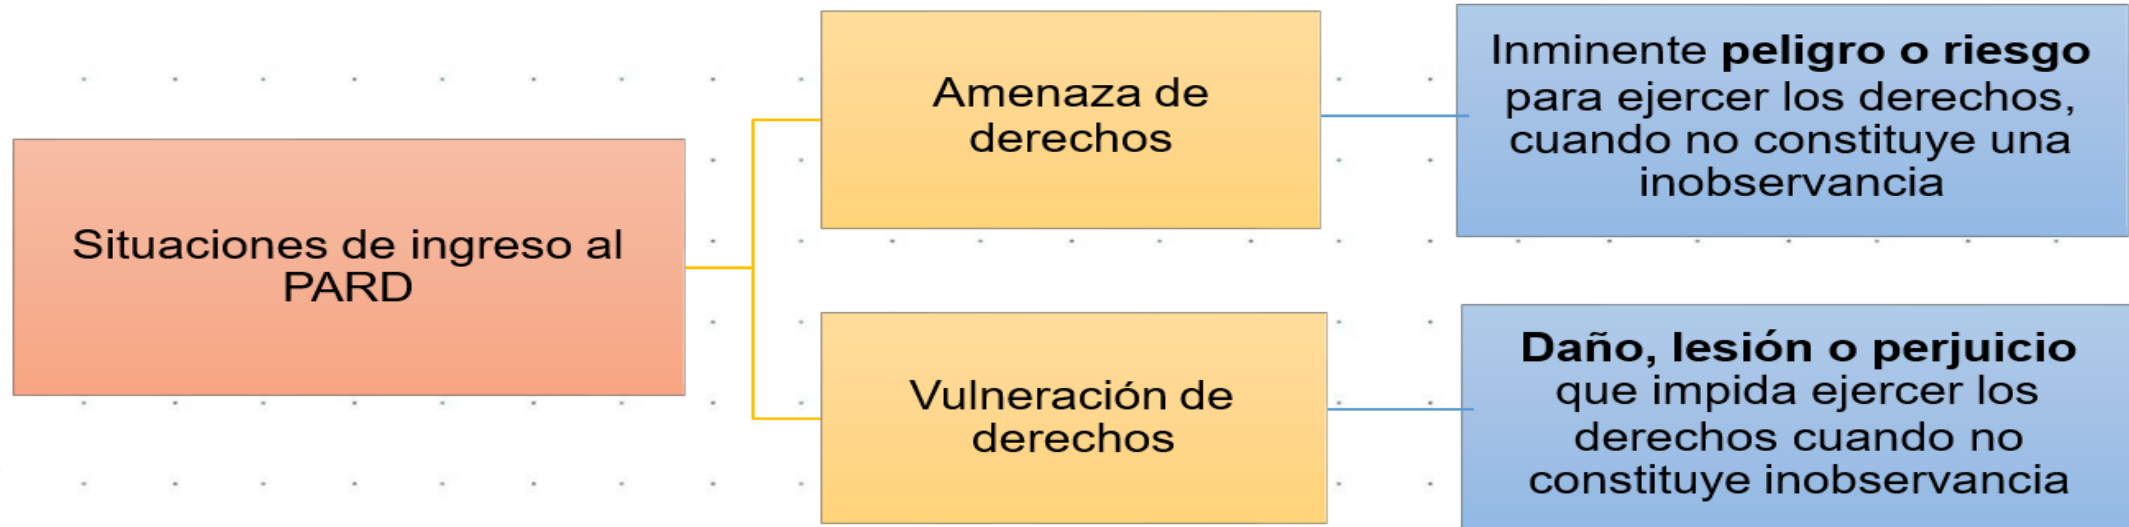 Situaciones de ingreso al
PARD
Amenaza de
derechos
Inminente peligro o riesgo
para ejercer los derechos,
cuando no constituye una
inobservancia
Vulneración de
derechos
Daño, lesión o perjuicio
que impida ejercer los
derechos cuando no
constituye inobservancia